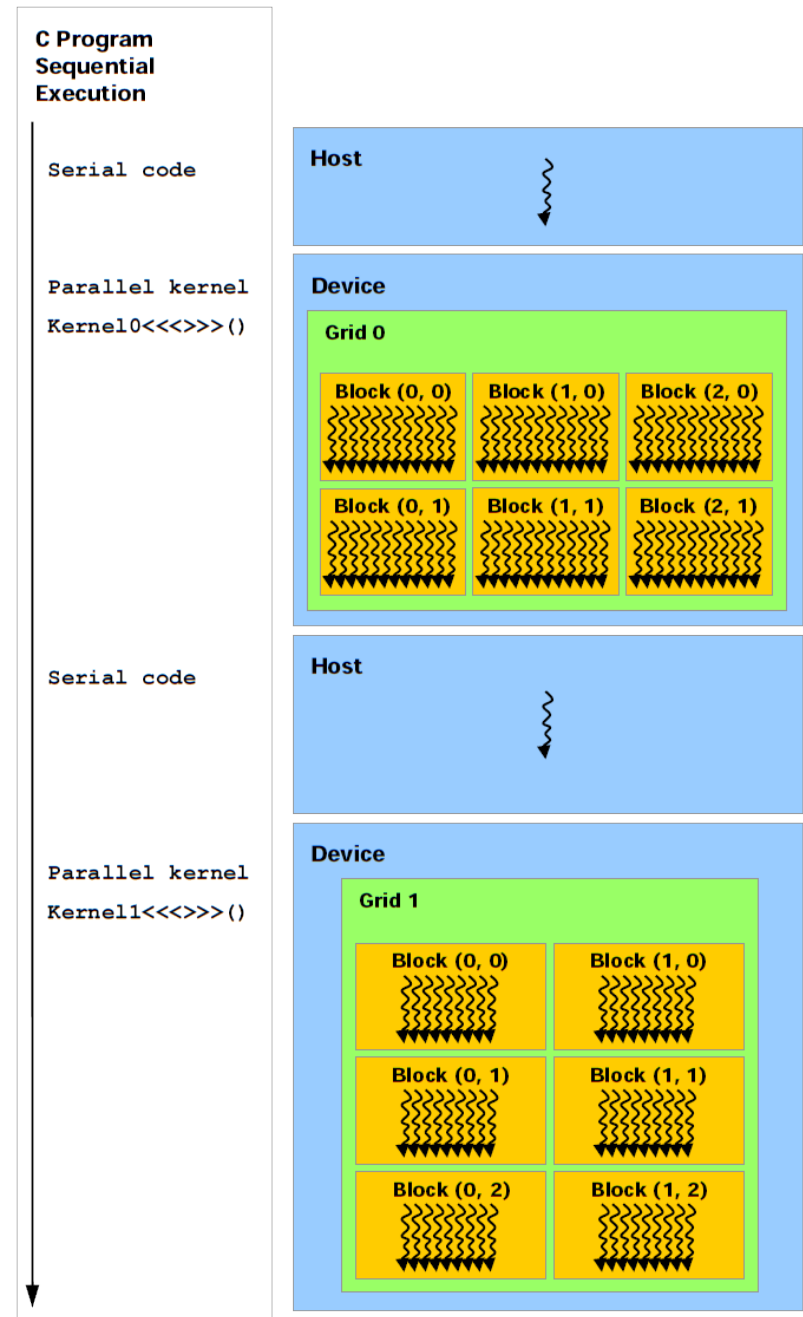 C Program
Sequential
Execution
Serial code
Host
Parallel kernel
Kernel0<<<>>>()
Device
Grid 0
Block (0, 0)
Block (1, 0)
Block (2, 0)
Block (0, 1)
Block (1, 1)
Block (2, 1)
Serial code
Host
Parallel kernel
Kernel1<<<>>>()
Device
Grid 1
Block (0, 0)
Block (1, 0)
Block (0, 1)
Block (1, 1)
Block (0, 2)
Block (1, 2)